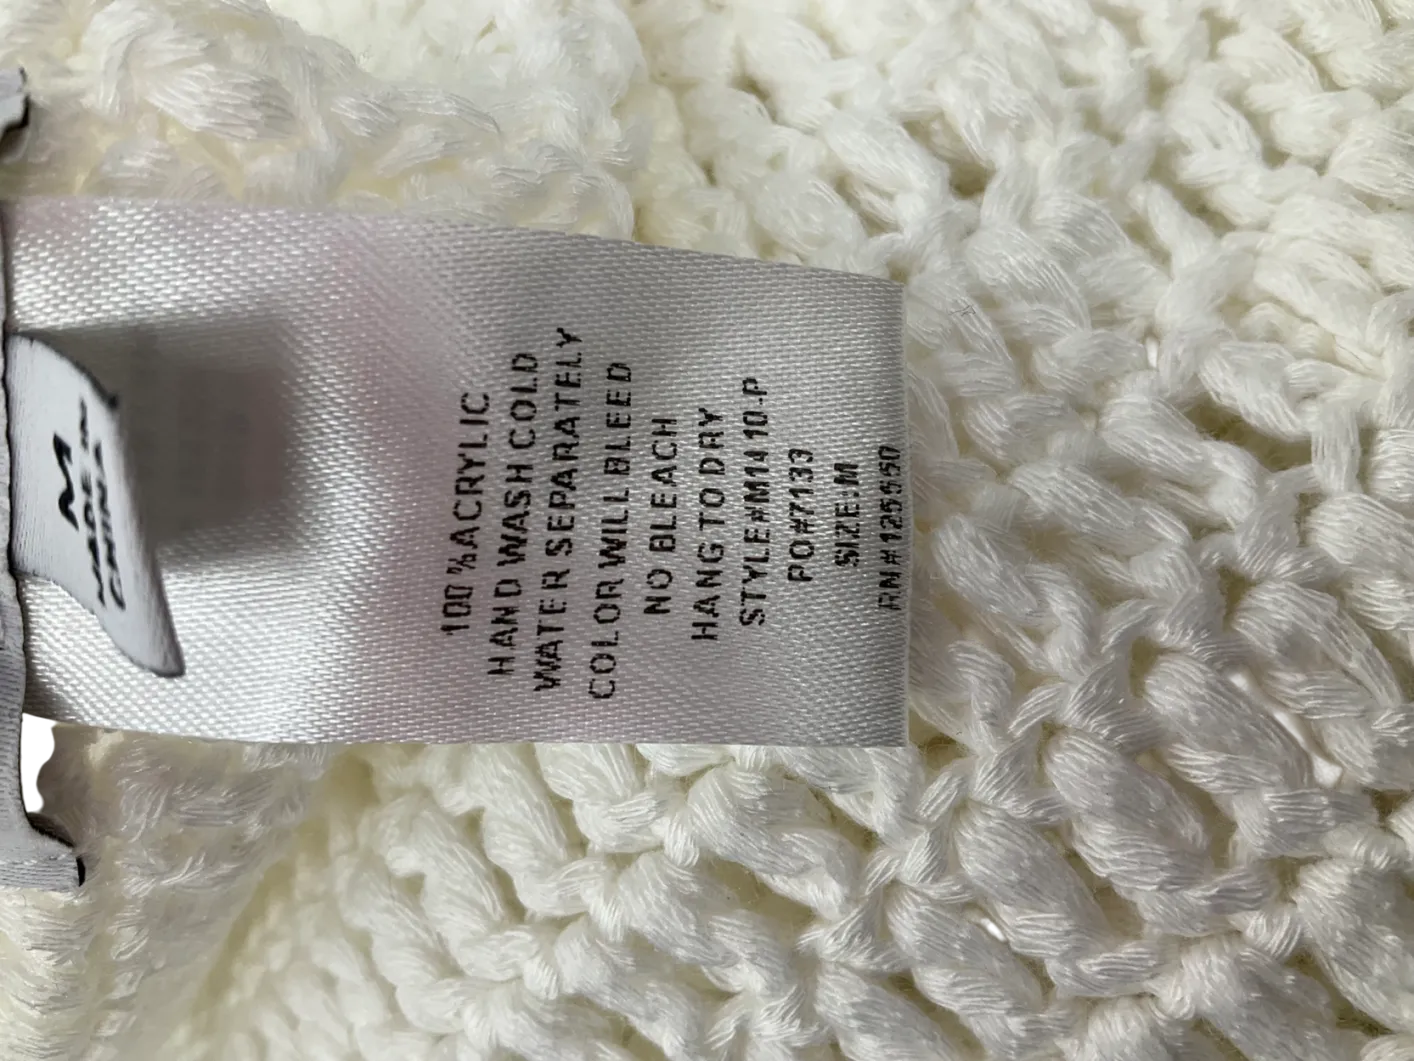 M
MADE IN
CHINA
100 % ACRYLIC
HAND WASH COLD
WATER SEPARATELY
COLOR WILL BLEED
NO BLEACH
HANG TO DRY
STYLE#M1410-P
PO#7133
SIZE:M
RN#125550